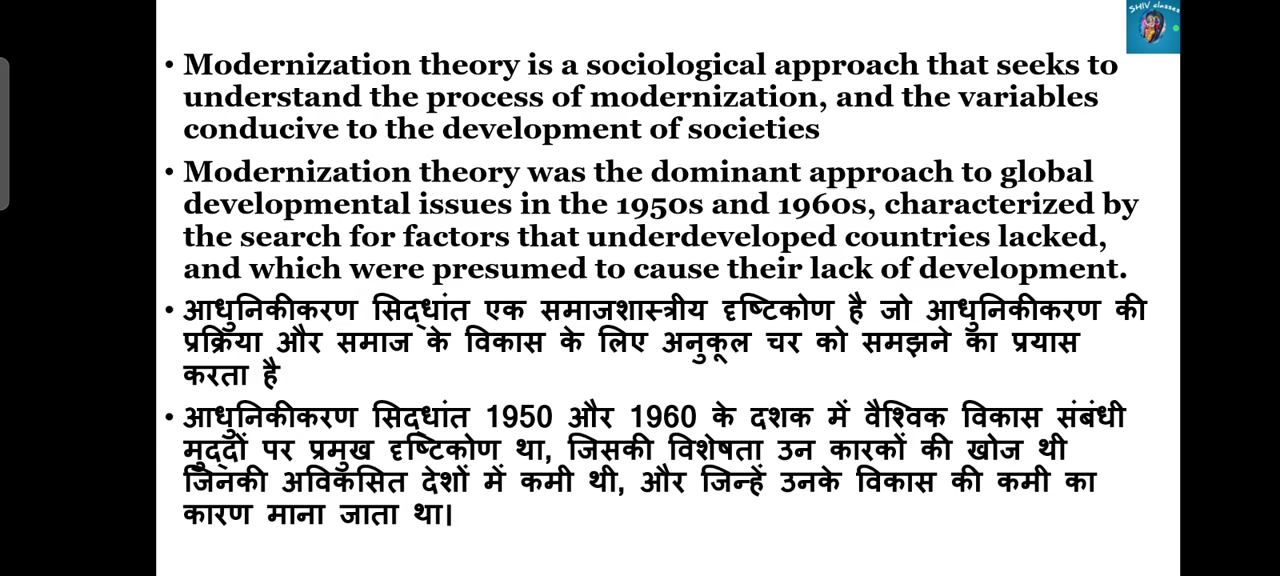 SHIV classes
• Modernization theory is a sociological approach that seeks to
understand the process of modernization, and the variables
conducive to the development of societies
• Modernization theory was the dominant approach to global
developmental issues in the 1950s and 1960s, characterized by
the search for factors that underdeveloped countries lacked,
and which were presumed to cause their lack of development.
• आधुनिकीकरण सिद्धांत एक समाजशास्त्रीय दृष्टिकोण है जो आधुनिकीकरण की
प्रक्रिया और समाज के विकास के लिए अनुकूल चर को समझने का प्रयास
करता है
• आधुनिकीकरण सिद्धांत 1950 और 1960 के दशक में वैश्विक विकास संबंधी
मुद्दों पर प्रमुख दृष्टिकोण था, जिसकी विशेषता उन कारकों की खोज थी
जिनकी अविकसित देशों में कमी थी, और जिन्हें उनके विकास की कमी का
कारण माना जाता था।